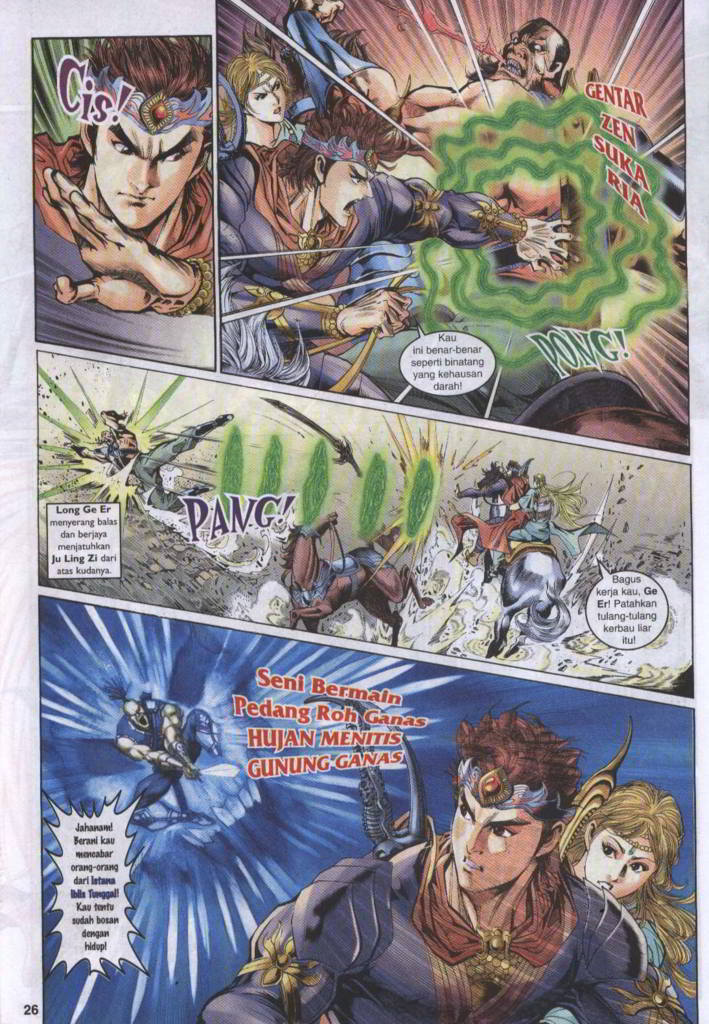 Cis!
GENTAR
ZEN
SUKA
RIA
Kau
ini benar-benar
seperti binatang
yang kehausan
darah!
PONG!
Long Ge Er
menyerang balas
dan berjaya
menjatuhkan
Ju Ling Zi dari
atas kudanya.
PANG!
Bagus
kerja kau, Ge
Er! Patahkan
tulang-tulang
kerbau liar
itu!
Seni Bermain
Pedang Roh Ganas
HUJAN MENITIS
GUNUNG GANAS
Jahanam!
Berani kau
mencabar
orang-orang
dari Istana
Iblis Tunggal!
Kau tentu
sudah bosan
dengan
hidup!
26